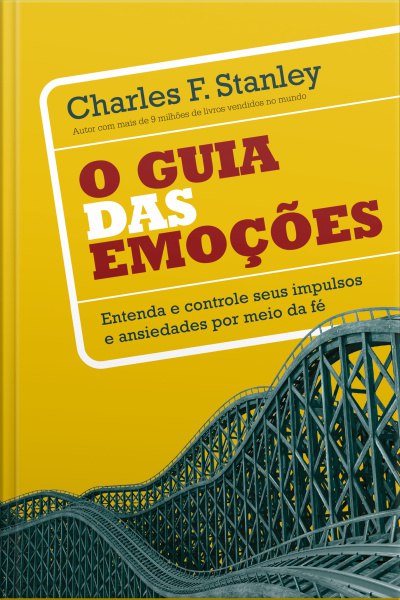 Charles F. Stanley
Autor com mais de 9 milhões de livros vendidos no mundo
O GUIA
DAS
EMOÇÕES
Entenda e controle seus impulsos
e ansiedades por meio da fé